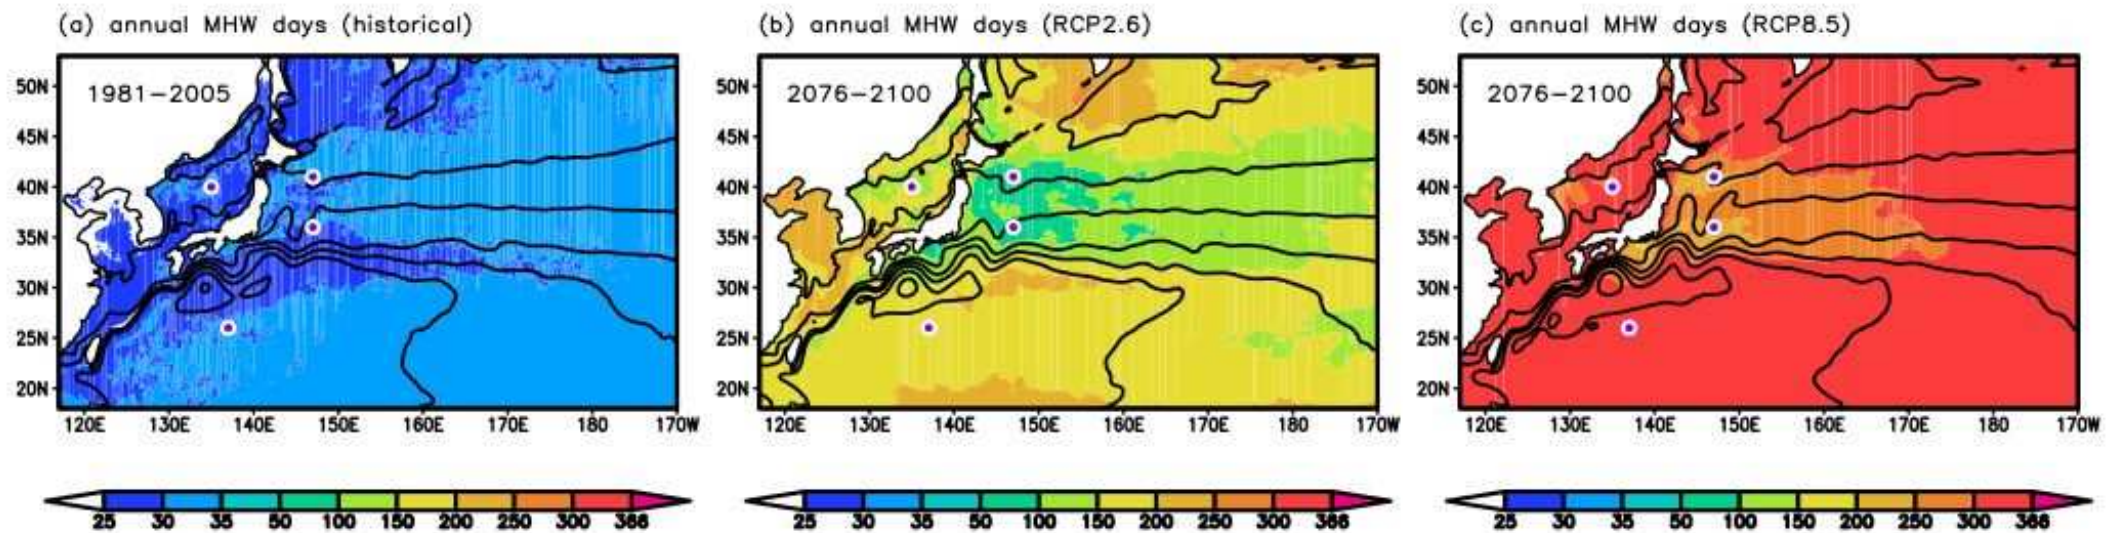 (a) annual MHW days (historical)
(b) annual MHW days (RCP2.6)
(c) annual MHW days (RCP8.5)
1981-2005
2076-2100
2076-2100
50N
45N
40N
35N
30N
25N
20N
120E 130E 140E 150E 160E 170E 180 170W
50N
45N
40N
35N
30N
25N
20N
120E 130E 140E 150E 160E 170E 180 170W
50N
45N
40N
35N
30N
25N
20N
120E 130E 140E 150E 160E 170E 180 170W
25 30 35 50 100 150 200 250 300 366
25 30 35 50 100 150 200 250 300 366
25 30 35 50 100 150 200 250 300 366